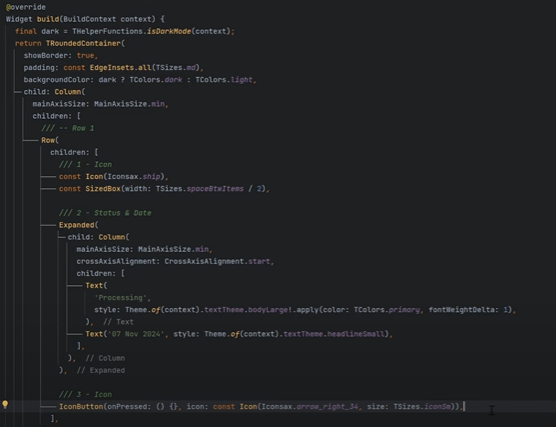 @override
Widget build(BuildContext context) {
final dark = THelperFunctions.isDarkMode(context);
return TRoundedContainer(
showBorder: true,
padding: const EdgeInsets.all(TSizes.md),
backgroundColor: dark ? TColors.dark : TColors.light,
child: Column(
mainAxisSize: MainAxisSize.min,
children: [
/// -- Row 1
Row(
children: [
/// 1 - Icon
const Icon(Iconsax.ship),
const SizedBox(width: TSizes.spaceBtwItems / 2),
/// 2 - Status & Date
Expanded(
child: Column(
mainAxisSize: MainAxisSize.min,
crossAxisAlignment: CrossAxisAlignment.start,
children: [
Text(
'Processing',
style: Theme.of(context).textTheme.bodyLarge!.apply(color: TColors.primary, fontWeightDelta: 1),
), // Text
Text('07 Nov 2024', style: Theme.of(context).textTheme.headlineSmall),
],
), // Column
), // Expanded
/// 3 - Icon
IconButton(onPressed: () {}, icon: const Icon(Iconsax.arrow_right_34, size: TSizes.iconSm)),
],